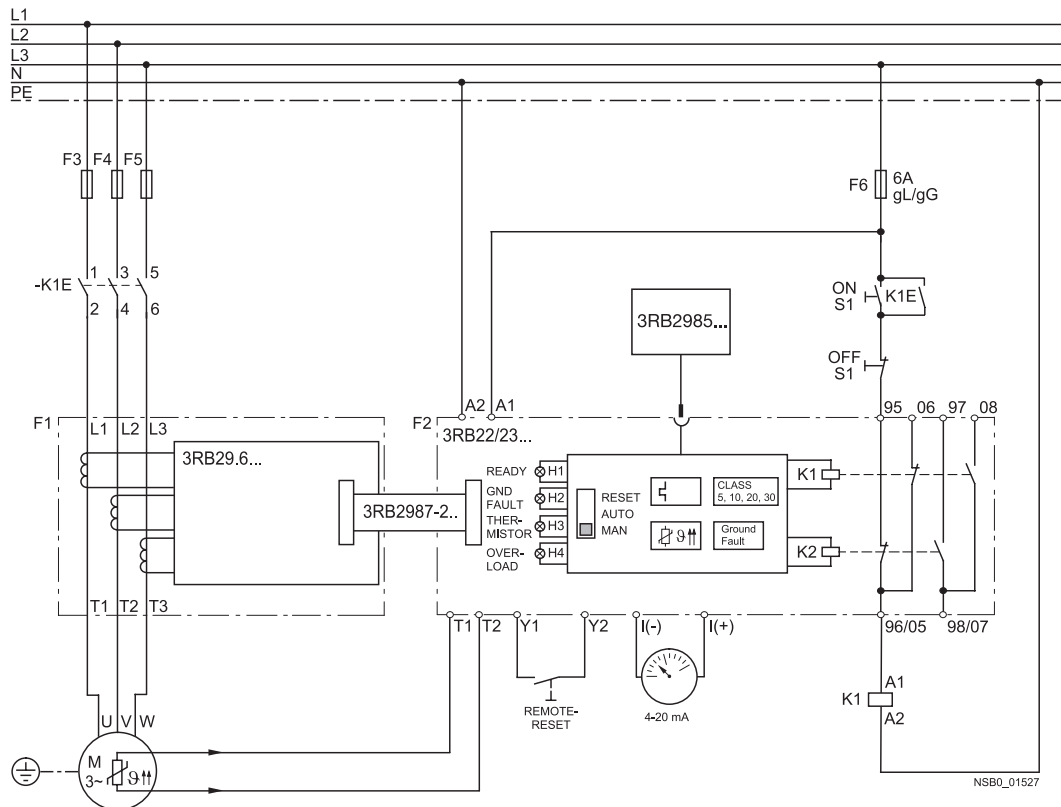 L1
L2
L3
N
PE
F3 F4 F5
F6 6A
gL/gG
-K1E 1 3 5
2 4 6
ON
S1
K1E
3RB2985...
OFF
S1
A2 A1
95 06 97 08
F1 L1 L2 L3
F2
3RB22/23...
3RB29.6...
READY H1
GND
FAULT H2
THER-
MISTOR H3
OVER-
LOAD H4
RESET
AUTO
MAN
CLASS
5, 10, 20, 30
ϑ
Ground
Fault
K1
K2
3RB2987-2..
T1 T2 T3
T1 T2 Y1 Y2 I(-) I(+)
96/05 98/07
REMOTE-
RESET
4-20 mA
K1 A1
A2
U V W
M
3~
ϑ
NSB0_01527